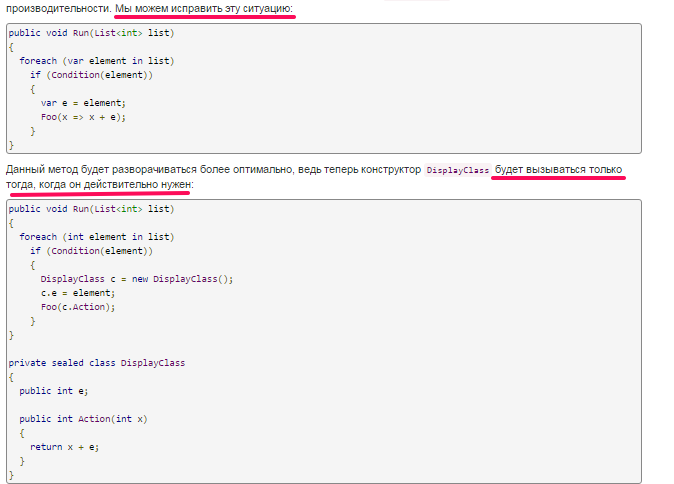 производительности. Мы можем исправить эту ситуацию:
public void Run(List<int> list)
{
  foreach (var element in list)
    if (Condition(element))
    {
      var e = element;
      Foo(x => x + e);
    }
}
Данный метод будет разворачиваться более оптимально, ведь теперь конструктор DisplayClass будет вызываться только
тогда, когда он действительно нужен:
public void Run(List<int> list)
{
  foreach (int element in list)
    if (Condition(element))
    {
      DisplayClass c = new DisplayClass();
      c.e = element;
      Foo(c.Action);
    }
}
private sealed class DisplayClass
{
  public int e;
  public int Action(int x)
  {
    return x + e;
  }
}